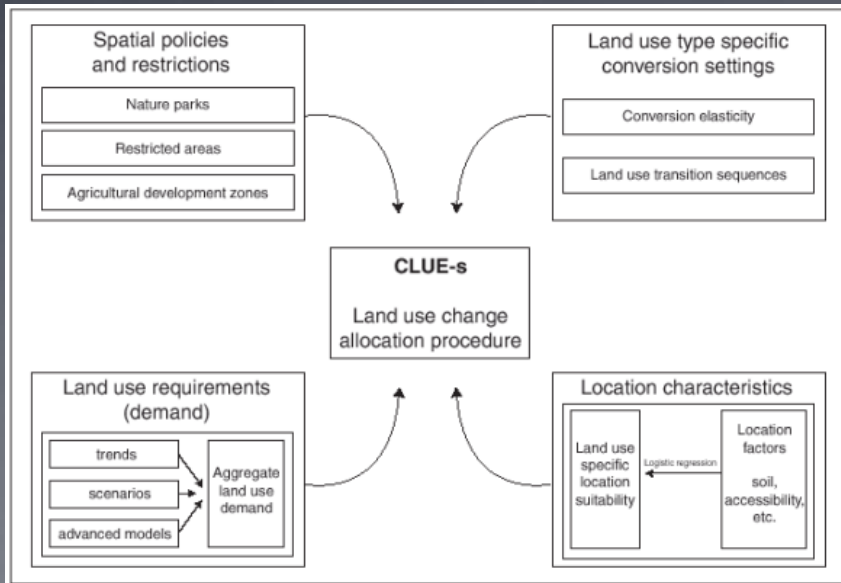 Spatial policies
and restrictions
Nature parks
Restricted areas
Agricultural development zones
Land use type specific
conversion settings
Conversion elasticity
Land use transition sequences
CLUE-s
Land use change
allocation procedure
Land use requirements
(demand)
trends
scenarios
advanced models
Aggregate
land use
demand
Location characteristics
Land use
specific
location
suitability
Logistic regression
Location
factors
soil,
accessibility,
etc.